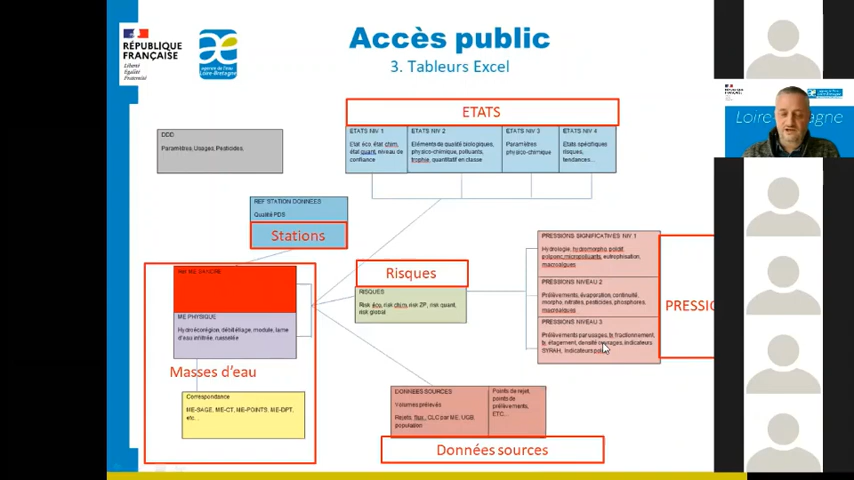 Accès public
3. Tableurs Excel
RÉPUBLIQUE
FRANÇAISE
Liberté
Égalité
Fraternité
agence de l'eau
Loire-Bretagne
ETATS
ETATS NIV 1
Etat éco, état chim,
état quant, niveau de
confiance
ETATS NIV 2
Eléments de qualité biologiques,
physico-chimique, polluants,
trophie, quantitatif en classe
ETATS NIV 3
Paramètres
physico-chimique
ETATS NIV 4
Etats spécifiques
risques,
tendances...
DDD
Paramètres, Usages, Pesticides,
REF STATION DONNEES
Qualité PDS
Stations
ME PHYSIQUE
Hydroécorégion, débit/étiage, module, lame
d'eau infiltrée, ruisselée
Masses d'eau
Correspondance
ME-SAGE, ME-CT, ME-POINTS, ME-DPT,
etc...
Risques
RISQUES
Risk éco, risk chim, risk ZP, risk quant,
risk global
PRESSIONS SIGNIFICATIVES NIV 1
Hydrologie, hydromorpho, poldif,
polponc, micropolluants, eutrophisation,
macroalgues
PRESSIONS NIVEAU 2
Prélèvements, évaporation, continuité,
morpho, nitrates, pesticides, phosphores,
macroalgues
PRESSIONS NIVEAU 3
Prélèvements par usages, tx fractionnement,
tx étagement, densité ouvrages, indicateurs
SYRAH, Indicateurs
PRESSIO
DONNEES SOURCES
Volumes prélevés
Rejets, flux, CLC par ME, UGB,
population
Points de rejet,
points de
prélèvements,
ETC...
Données sources
Loire
agne